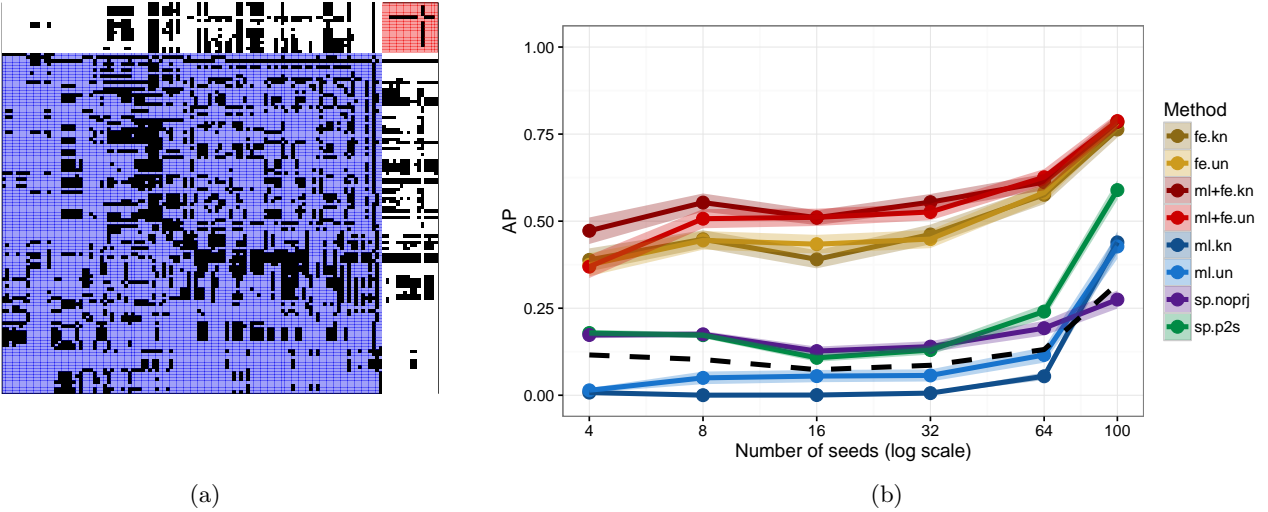 1.00
0.75
0.50
0.25
0.00
AP
4 8 16 32 64 100
Number of seeds (log scale)
Method
fe.kn
fe.un
ml+fe.kn
ml+fe.un
ml.kn
ml.un
sp.noprj
sp.p2s
(a)
(b)